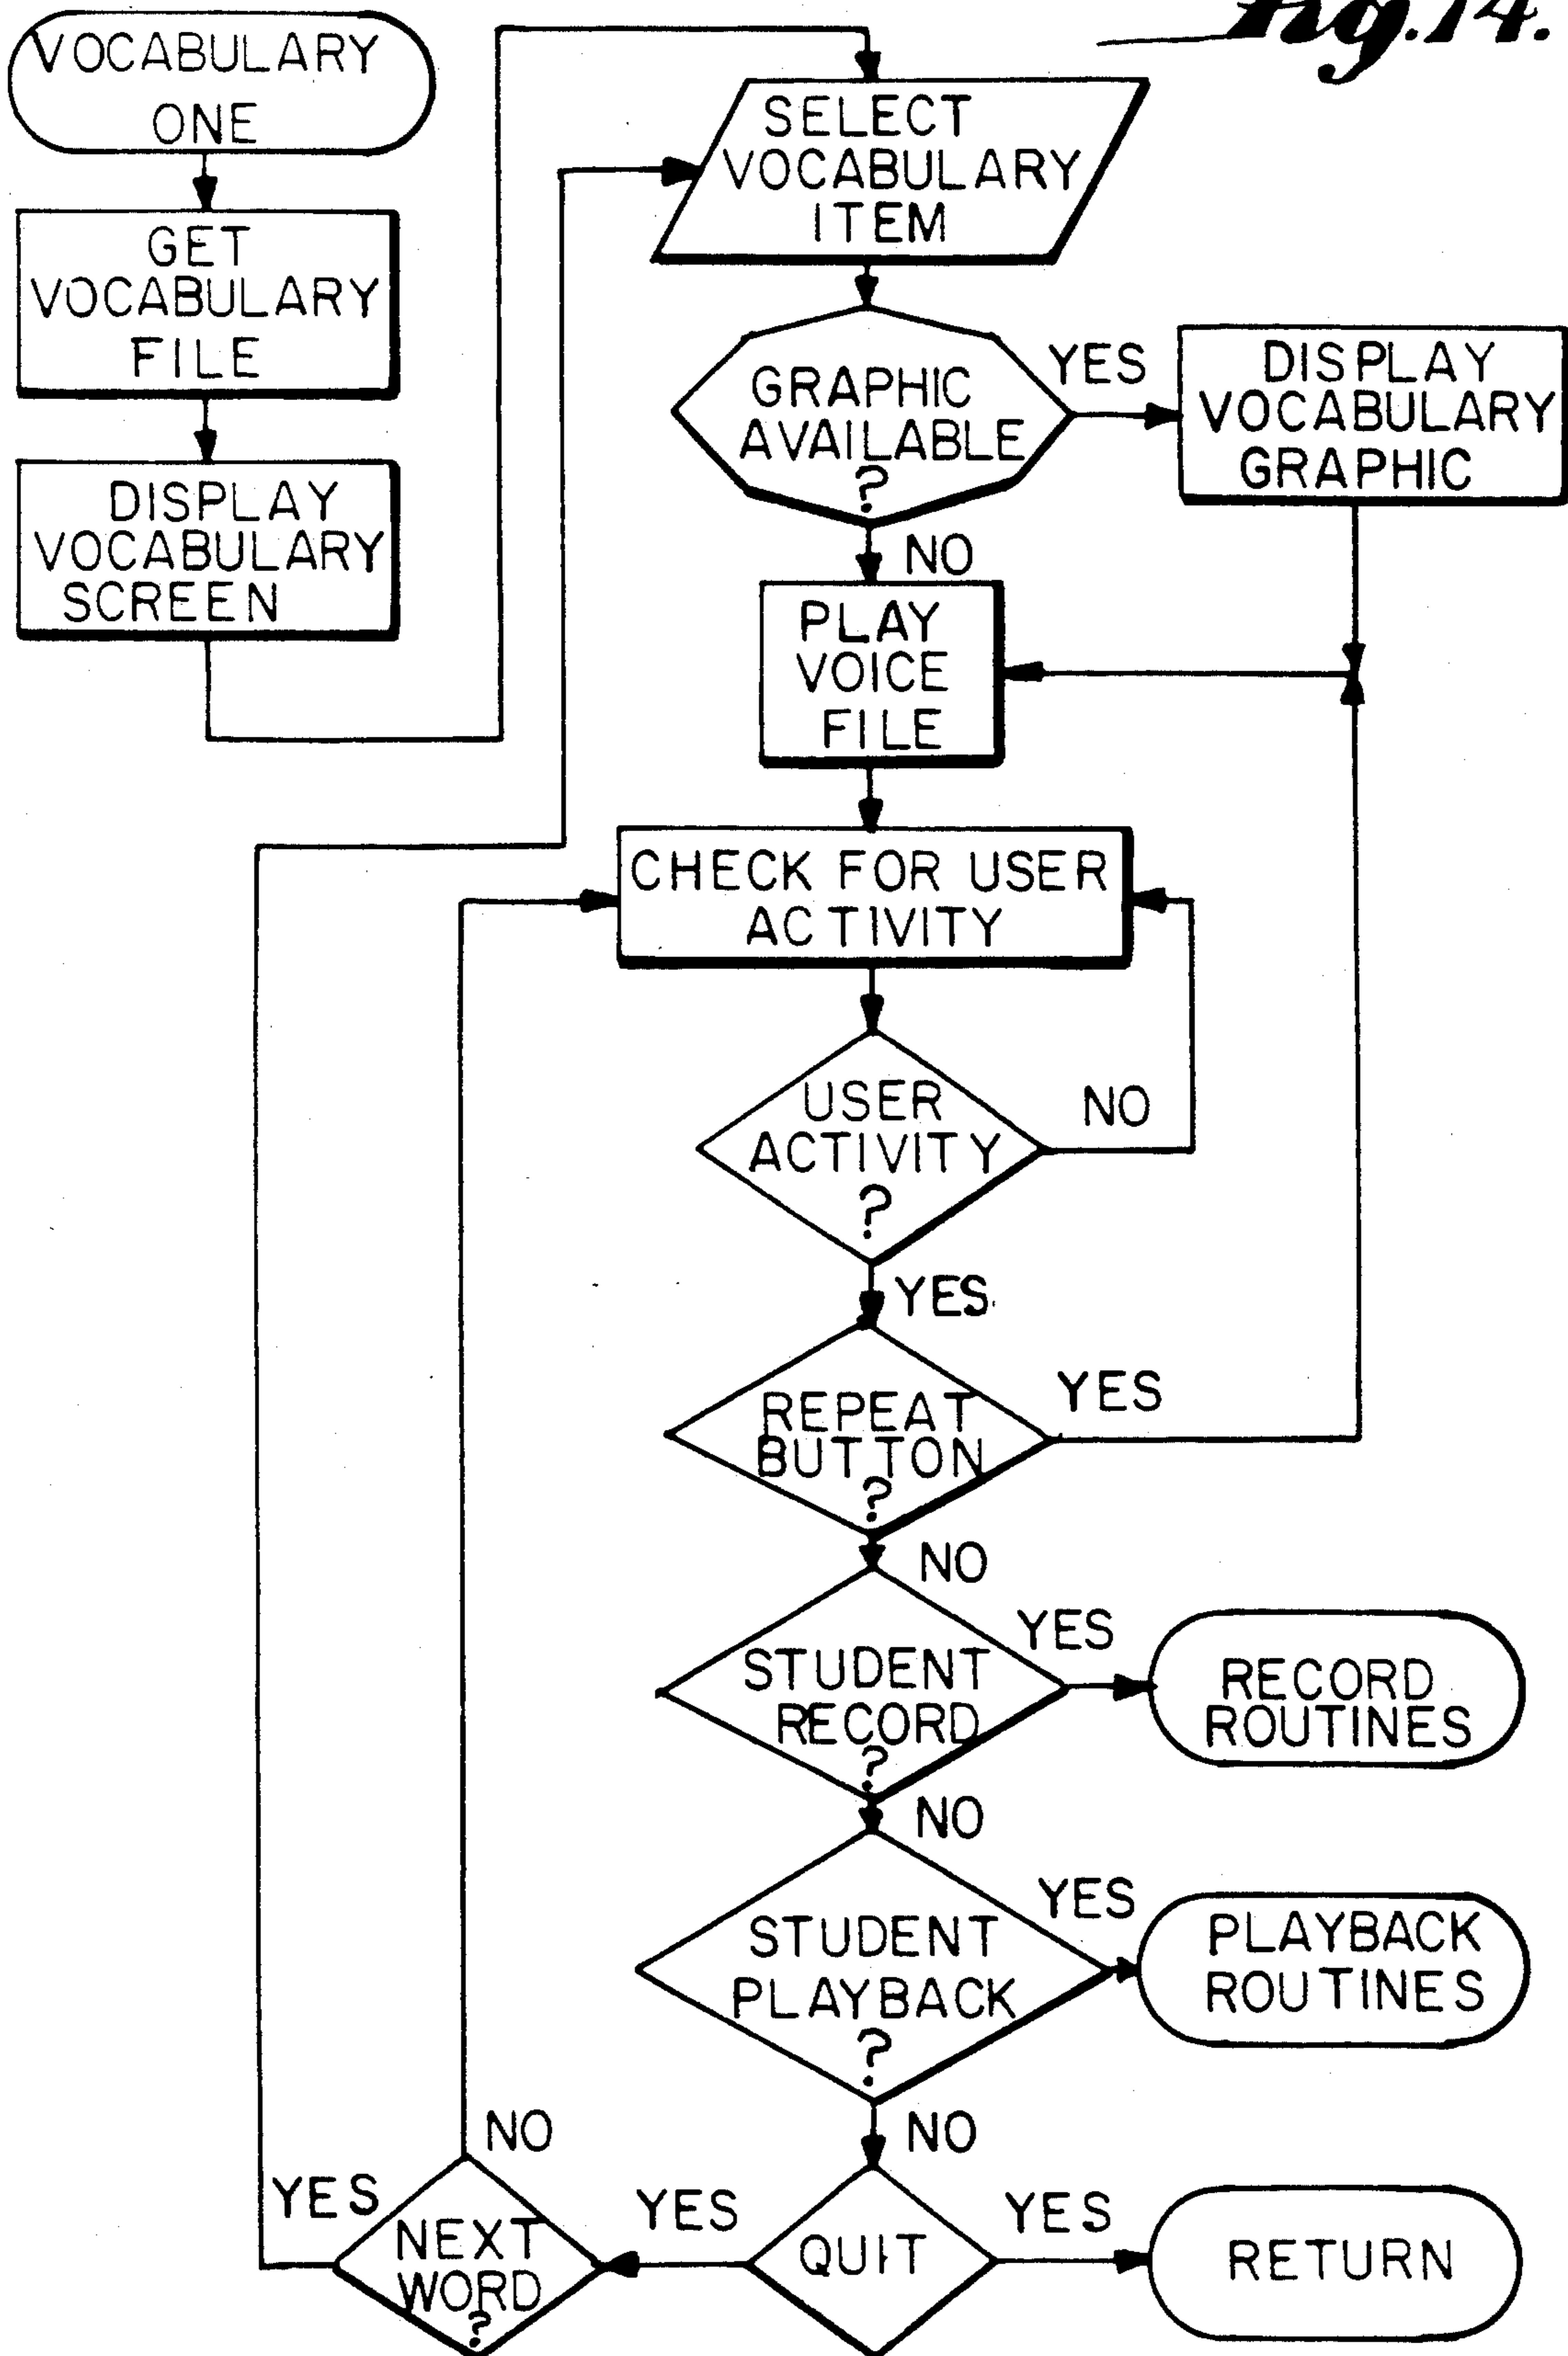 Fig. 14.
VOCABULARY
ONE
GET
VOCABULARY
FILE
DISPLAY
VOCABULARY
SCREEN
SELECT
VOCABULARY
ITEM
GRAPHIC
AVAILABLE
?
YES
DISPLAY
VOCABULARY
GRAPHIC
NO
PLAY
VOICE
FILE
CHECK FOR USER
ACTIVITY
USER
ACTIVITY
?
NO
YES
REPEAT
BUTTON
?
YES
NO
STUDENT
RECORD
?
YES
RECORD
ROUTINES
NO
STUDENT
PLAYBACK
?
YES
PLAYBACK
ROUTINES
NO
QUIT
YES
RETURN
YES
NEXT
WORD
?
NO
YES